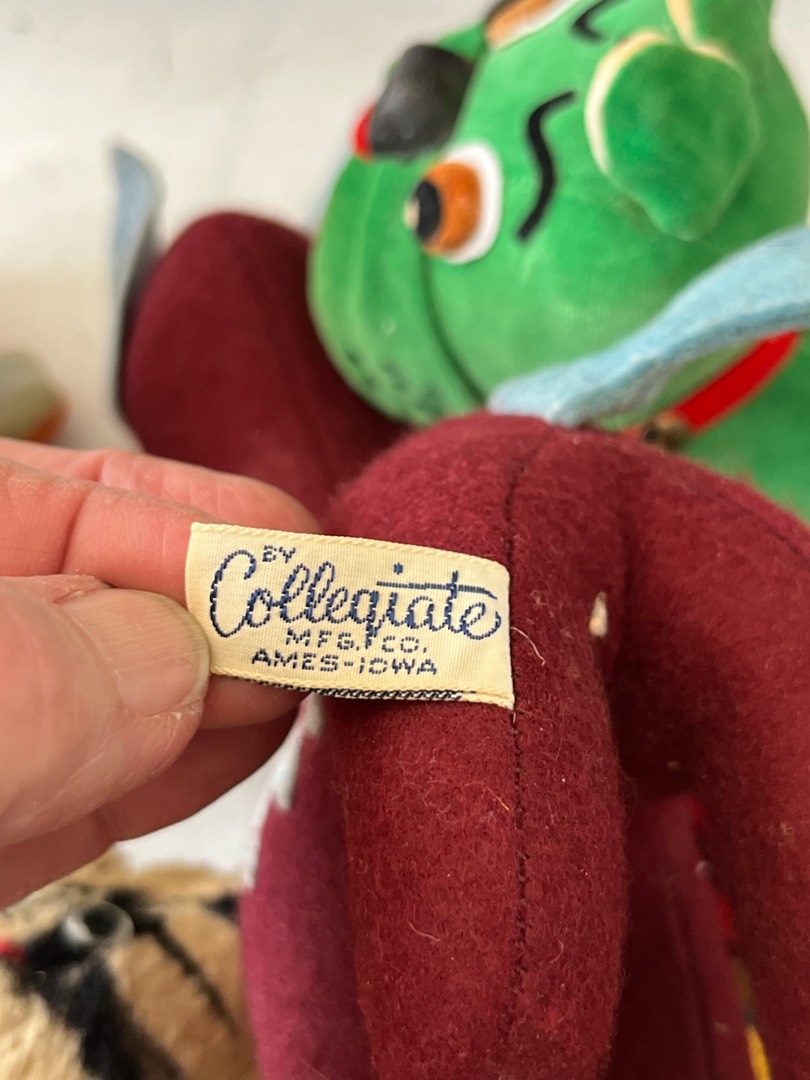 BY
Collegiate
MFG. CO.
AMES-IOWA